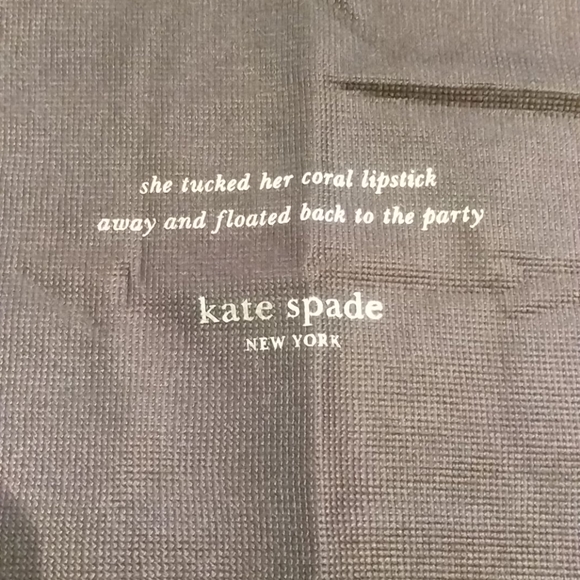 she tucked her coral lipstick
away and floated back to the party
kate spade
NEW YORK